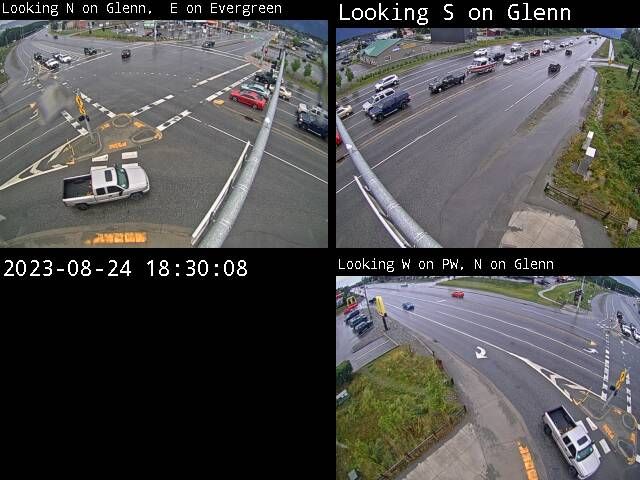 Looking N on Glenn,  E on Evergreen
Looking S on Glenn
2023-08-24 18:30:08
Looking W on PW, N on Glenn